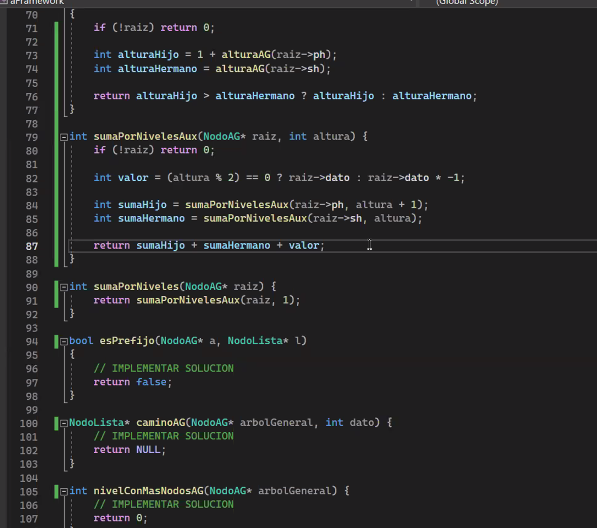 aFramework
(Global Scope)
70 {
71 if (!raiz) return 0;
72
73 int alturaHijo = 1 + alturaAG(raiz->ph);
74 int alturaHermano = alturaAG(raiz->sh);
75
76 return alturaHijo > alturaHermano ? alturaHijo : alturaHermano;
77 }
78
79 int sumaPorNivelesAux(NodoAG* raiz, int altura) {
80 if (!raiz) return 0;
81
82 int valor = (altura % 2) == 0 ? raiz->dato : raiz->dato * -1;
83
84 int sumaHijo = sumaPorNivelesAux(raiz->ph, altura + 1);
85 int sumaHermano = sumaPorNivelesAux(raiz->sh, altura);
86
87 return sumaHijo + sumaHermano + valor;
88 }
89
90 int sumaPorNiveles(NodoAG* raiz) {
91 return sumaPorNivelesAux(raiz, 1);
92 }
93
94 bool esPrefijo(NodoAG* a, NodoLista* l)
95 {
96 // IMPLEMENTAR SOLUCION
97 return false;
98 }
99
100 NodoLista* caminoAG(NodoAG* arbolGeneral, int dato) {
101 // IMPLEMENTAR SOLUCION
102 return NULL;
103 }
104
105 int nivelConMasNodosAG(NodoAG* arbolGeneral) {
106 // IMPLEMENTAR SOLUCION
107 return 0;